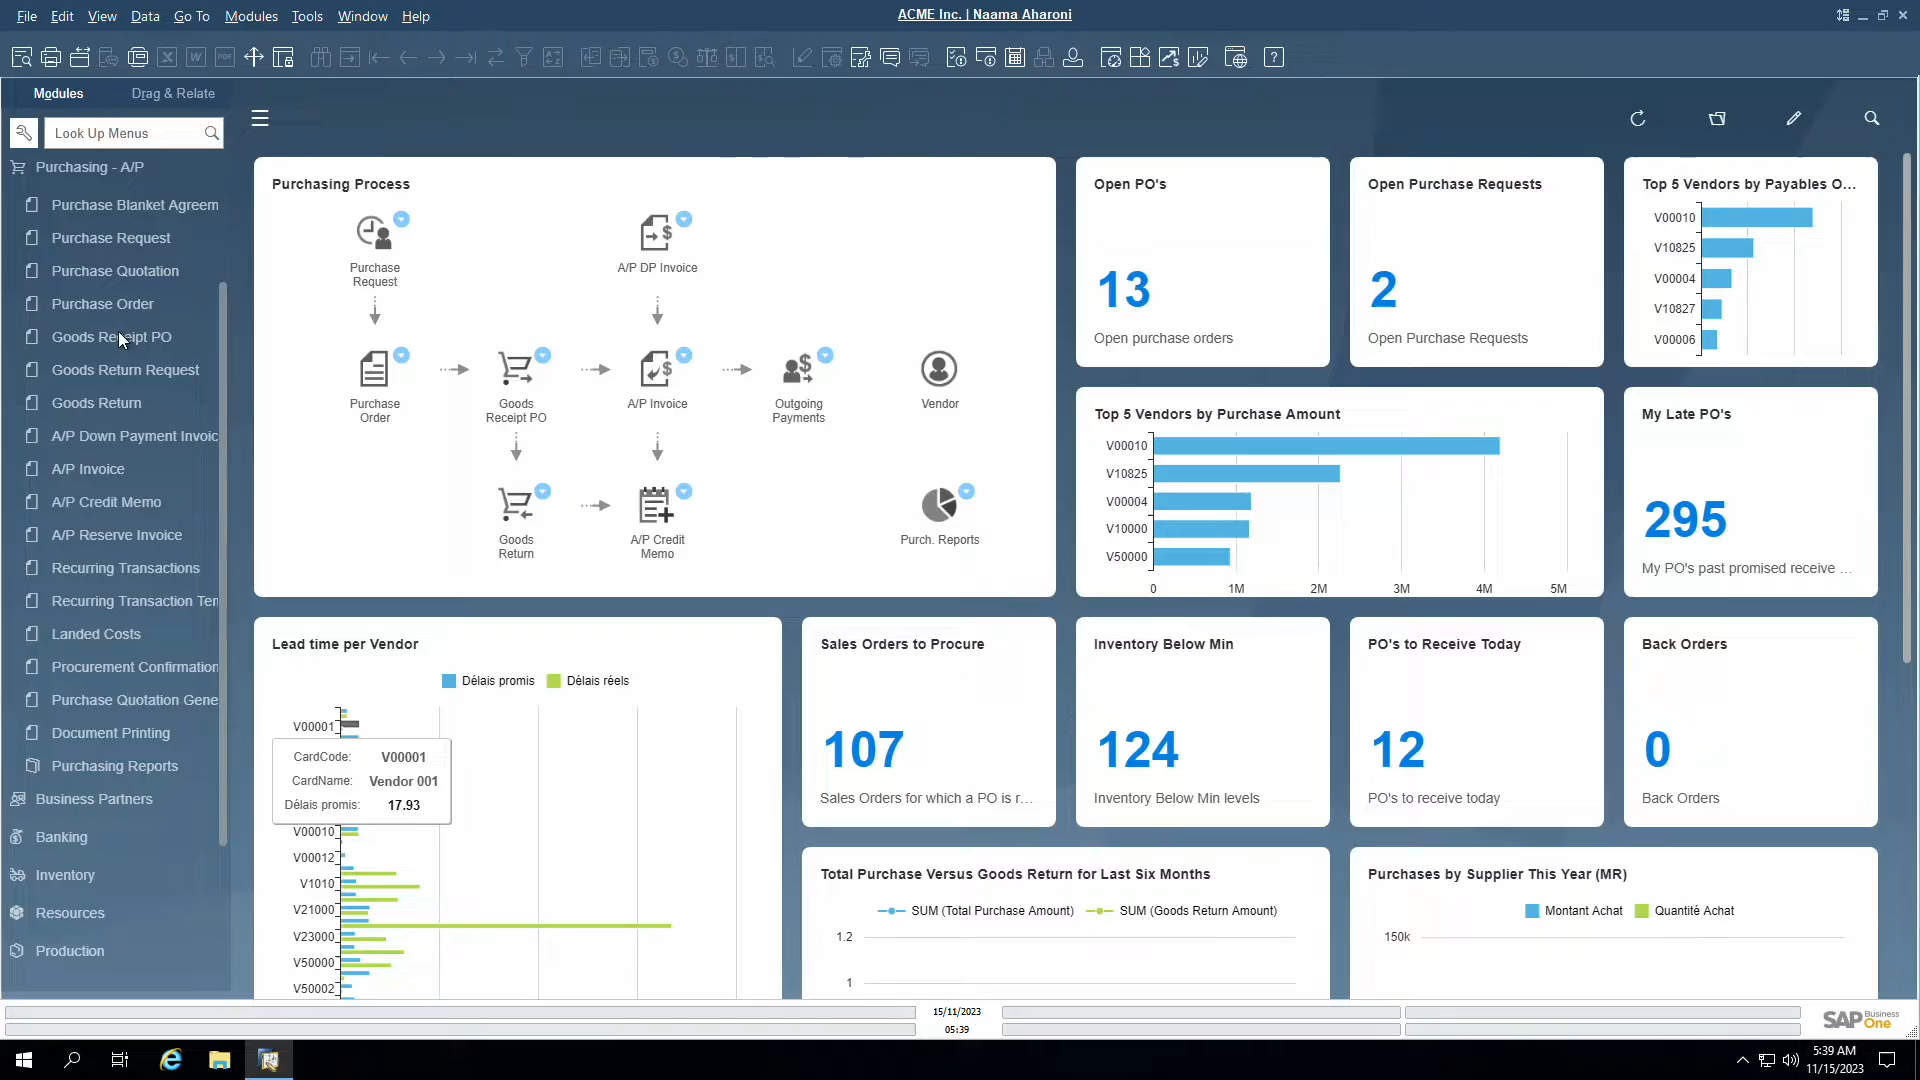 File Edit View Data Go To Modules Tools Window Help
ACME Inc. | Naama Aharoni
Modules
Drag & Relate
Look Up Menus
Purchasing - A/P
Purchase Blanket Agreem
Purchase Request
Purchase Quotation
Purchase Order
Goods Receipt PO
Goods Return Request
Goods Return
A/P Down Payment Invoic
A/P Invoice
A/P Credit Memo
A/P Reserve Invoice
Recurring Transactions
Recurring Transaction Tem
Landed Costs
Procurement Confirmation
Purchase Quotation Gene
Document Printing
Purchasing Reports
Business Partners
Banking
Inventory
Resources
Production
Purchasing Process
Purchase
Request
A/P DP Invoice
Purchase
Order
Goods
Receipt PO
A/P Invoice
Outgoing
Payments
Vendor
Goods
Return
A/P Credit
Memo
Purch. Reports
Open PO's
13
Open purchase orders
Open Purchase Requests
2
Open Purchase Requests
Top 5 Vendors by Payables O...
V00010
V10825
V00004
V10827
V00006
Top 5 Vendors by Purchase Amount
V00010
V10825
V00004
V10000
V50000
0 1M 2M 3M 4M 5M
My Late PO's
295
My PO's past promised receive ...
Lead time per Vendor
Délais promis Délais réels
V00001
CardCode: V00001
CardName: Vendor 001
Délais promis: 17.93
V00010
V00012
V1010
V21000
V23000
V50000
V50002
Sales Orders to Procure
107
Sales Orders for which a PO is r...
Inventory Below Min
124
Inventory Below Min levels
PO's to Receive Today
12
PO's to receive today
Back Orders
0
Back Orders
Total Purchase Versus Goods Return for Last Six Months
SUM (Total Purchase Amount) SUM (Goods Return Amount)
1.2
1
Purchases by Supplier This Year (MR)
Montant Achat Quantité Achat
150k
15/11/2023
05:39
SAP Business One
5:39 AM
11/15/2023